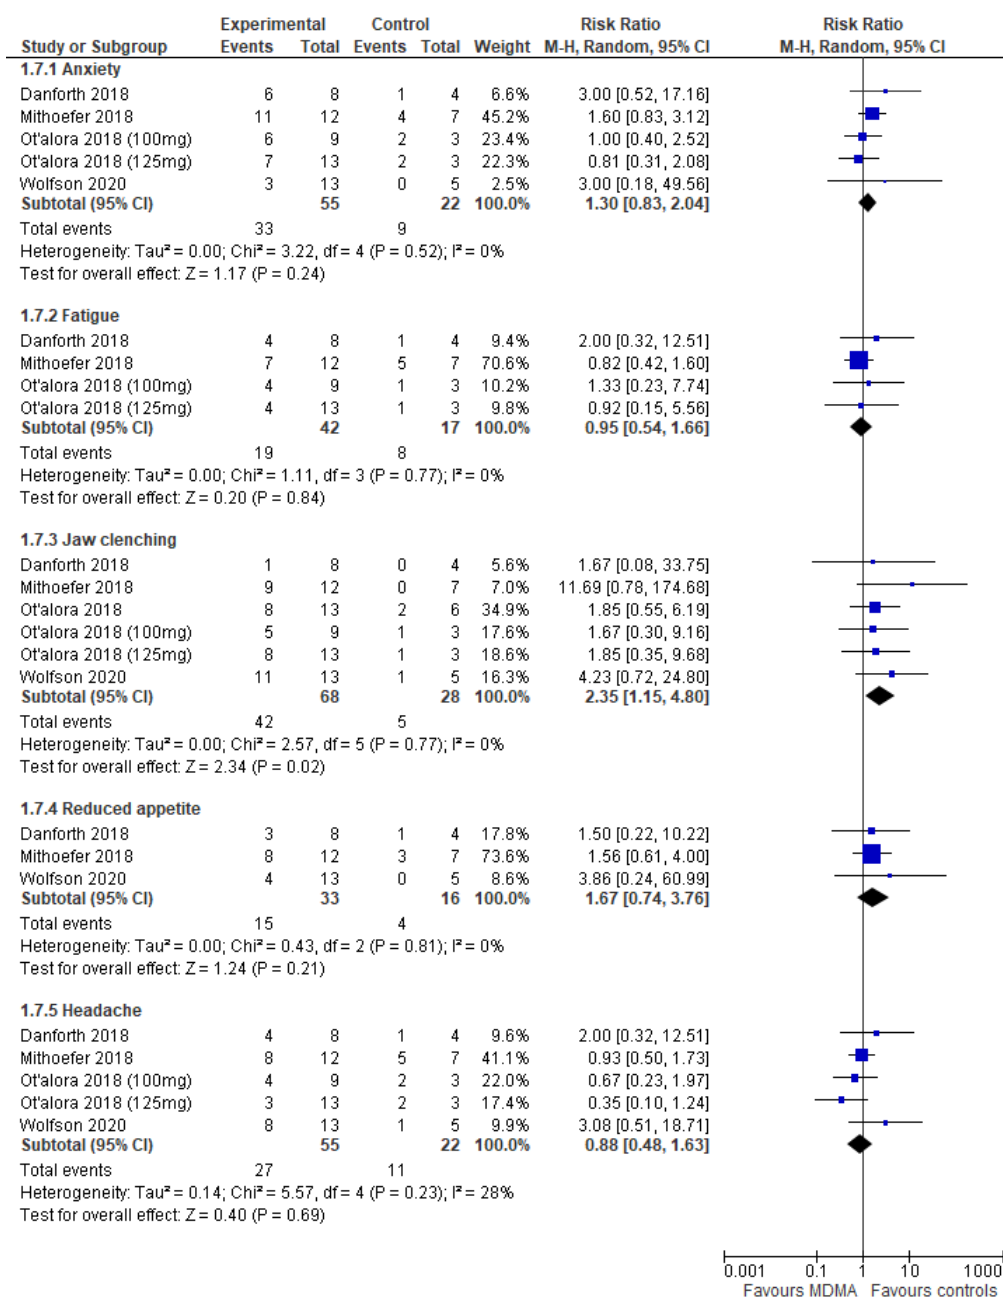 Experimental Control Risk Ratio Risk Ratio
Study or Subgroup Events Total Events Total Weight M-H, Random, 95% CI M-H, Random, 95% CI
1.7.1 Anxiety
Danforth 2018 6 8 1 4 6.6% 3.00 [0.52, 17.16]
Mithoefer 2018 11 12 4 7 45.2% 1.60 [0.83, 3.12]
Ot'alora 2018 (100mg) 6 9 2 3 23.4% 1.00 [0.40, 2.52]
Ot'alora 2018 (125mg) 7 13 2 3 22.3% 0.81 [0.31, 2.08]
Wolfson 2020 3 13 0 5 2.5% 3.00 [0.18, 49.56]
Subtotal (95% CI) 55 22 100.0% 1.30 [0.83, 2.04]
Total events 33 9
Heterogeneity: Tau² = 0.00; Chi² = 3.22, df = 4 (P = 0.52); I² = 0%
Test for overall effect: Z = 1.17 (P = 0.24)
1.7.2 Fatigue
Danforth 2018 4 8 1 4 9.4% 2.00 [0.32, 12.51]
Mithoefer 2018 7 12 5 7 70.6% 0.82 [0.42, 1.60]
Ot'alora 2018 (100mg) 4 9 1 3 10.2% 1.33 [0.23, 7.74]
Ot'alora 2018 (125mg) 4 13 1 3 9.8% 0.92 [0.15, 5.56]
Subtotal (95% CI) 42 17 100.0% 0.95 [0.54, 1.66]
Total events 19 8
Heterogeneity: Tau² = 0.00; Chi² = 1.11, df = 3 (P = 0.77); I² = 0%
Test for overall effect: Z = 0.20 (P = 0.84)
1.7.3 Jaw clenching
Danforth 2018 1 8 0 4 5.6% 1.67 [0.08, 33.75]
Mithoefer 2018 9 12 0 7 7.0% 11.69 [0.78, 174.68]
Ot'alora 2018 8 13 2 6 34.9% 1.85 [0.55, 6.19]
Ot'alora 2018 (100mg) 5 9 1 3 17.6% 1.67 [0.30, 9.16]
Ot'alora 2018 (125mg) 8 13 1 3 18.6% 1.85 [0.35, 9.68]
Wolfson 2020 11 13 1 5 16.3% 4.23 [0.72, 24.80]
Subtotal (95% CI) 68 28 100.0% 2.35 [1.15, 4.80]
Total events 42 5
Heterogeneity: Tau² = 0.00; Chi² = 2.57, df = 5 (P = 0.77); I² = 0%
Test for overall effect: Z = 2.34 (P = 0.02)
1.7.4 Reduced appetite
Danforth 2018 3 8 1 4 17.8% 1.50 [0.22, 10.22]
Mithoefer 2018 8 12 3 7 73.6% 1.56 [0.61, 4.00]
Wolfson 2020 4 13 0 5 8.6% 3.86 [0.24, 60.99]
Subtotal (95% CI) 33 16 100.0% 1.67 [0.74, 3.76]
Total events 15 4
Heterogeneity: Tau² = 0.00; Chi² = 0.43, df = 2 (P = 0.81); I² = 0%
Test for overall effect: Z = 1.24 (P = 0.21)
1.7.5 Headache
Danforth 2018 4 8 1 4 9.6% 2.00 [0.32, 12.51]
Mithoefer 2018 8 12 5 7 41.1% 0.93 [0.50, 1.73]
Ot'alora 2018 (100mg) 4 9 2 3 22.0% 0.67 [0.23, 1.97]
Ot'alora 2018 (125mg) 3 13 2 3 17.4% 0.35 [0.10, 1.24]
Wolfson 2020 8 13 1 5 9.9% 3.08 [0.51, 18.71]
Subtotal (95% CI) 55 22 100.0% 0.88 [0.48, 1.63]
Total events 27 11
Heterogeneity: Tau² = 0.14; Chi² = 5.57, df = 4 (P = 0.23); I² = 28%
Test for overall effect: Z = 0.40 (P = 0.69)
0.001 0.1 1 10 1000
Favours MDMA Favours controls